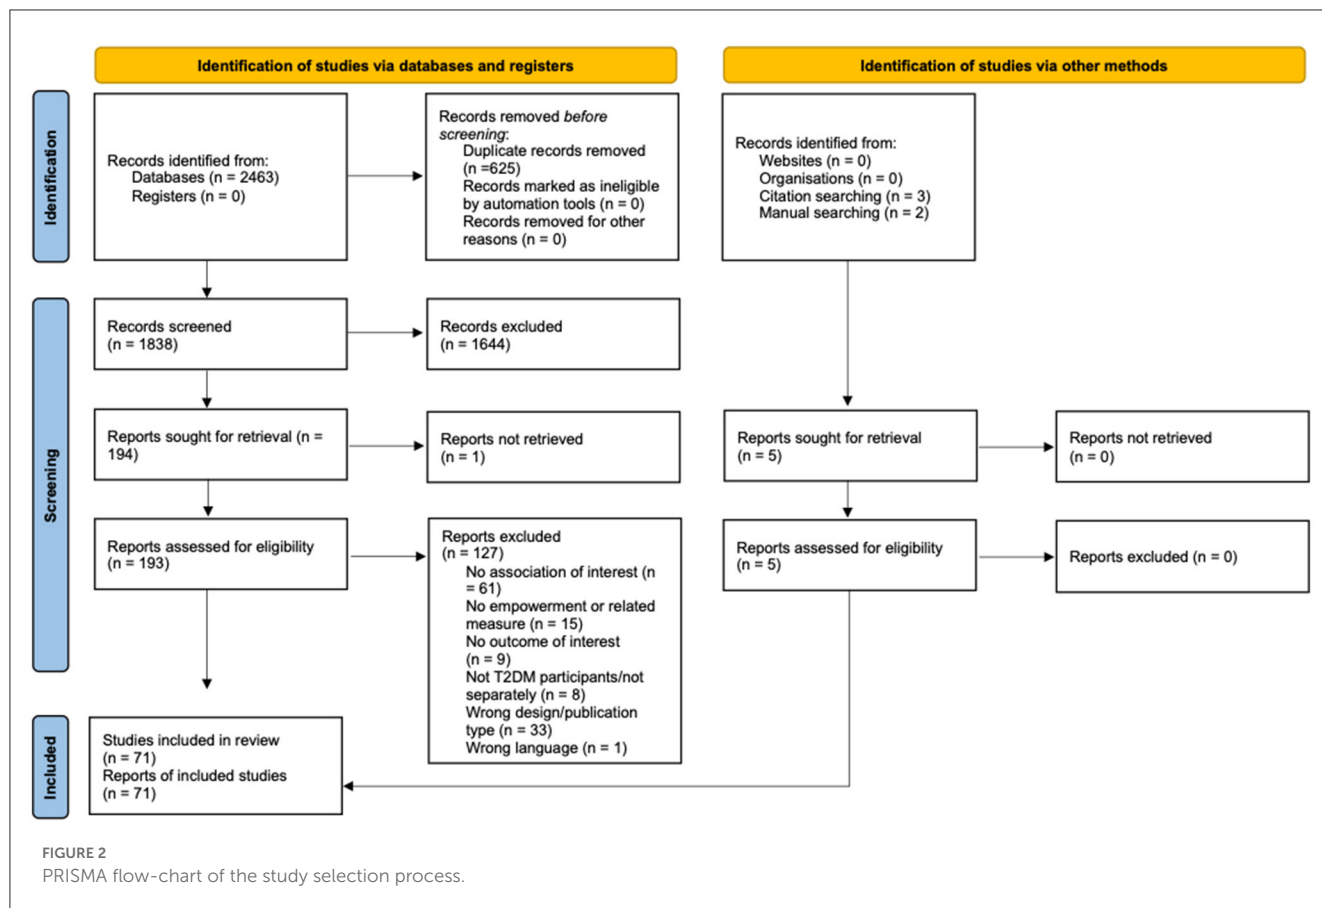 Identification of studies via databases and registers
Identification of studies via other methods
Identification
Records identified from:
Databases (n = 2463)
Registers (n = 0)
Records removed before
screening:
Duplicate records removed
(n =625)
Records marked as ineligible
by automation tools (n = 0)
Records removed for other
reasons (n = 0)
Records identified from:
Websites (n = 0)
Organisations (n = 0)
Citation searching (n = 3)
Manual searching (n = 2)
Screening
Records screened
(n = 1838)
Records excluded
(n = 1644)
Reports sought for retrieval (n =
194)
Reports not retrieved
(n = 1)
Reports sought for retrieval
(n = 5)
Reports not retrieved
(n = 0)
Reports assessed for eligibility
(n = 193)
Reports excluded
(n = 127)
No association of interest (n
= 61)
No empowerment or related
measure (n = 15)
No outcome of interest
(n = 9)
Not T2DM participants/not
separately (n = 8)
Wrong design/publication
type (n = 33)
Wrong language (n = 1)
Reports assessed for eligibility
(n = 5)
Reports excluded (n = 0)
Included
Studies included in review
(n = 71)
Reports of included studies
(n = 71)
FIGURE 2
PRISMA flow-chart of the study selection process.